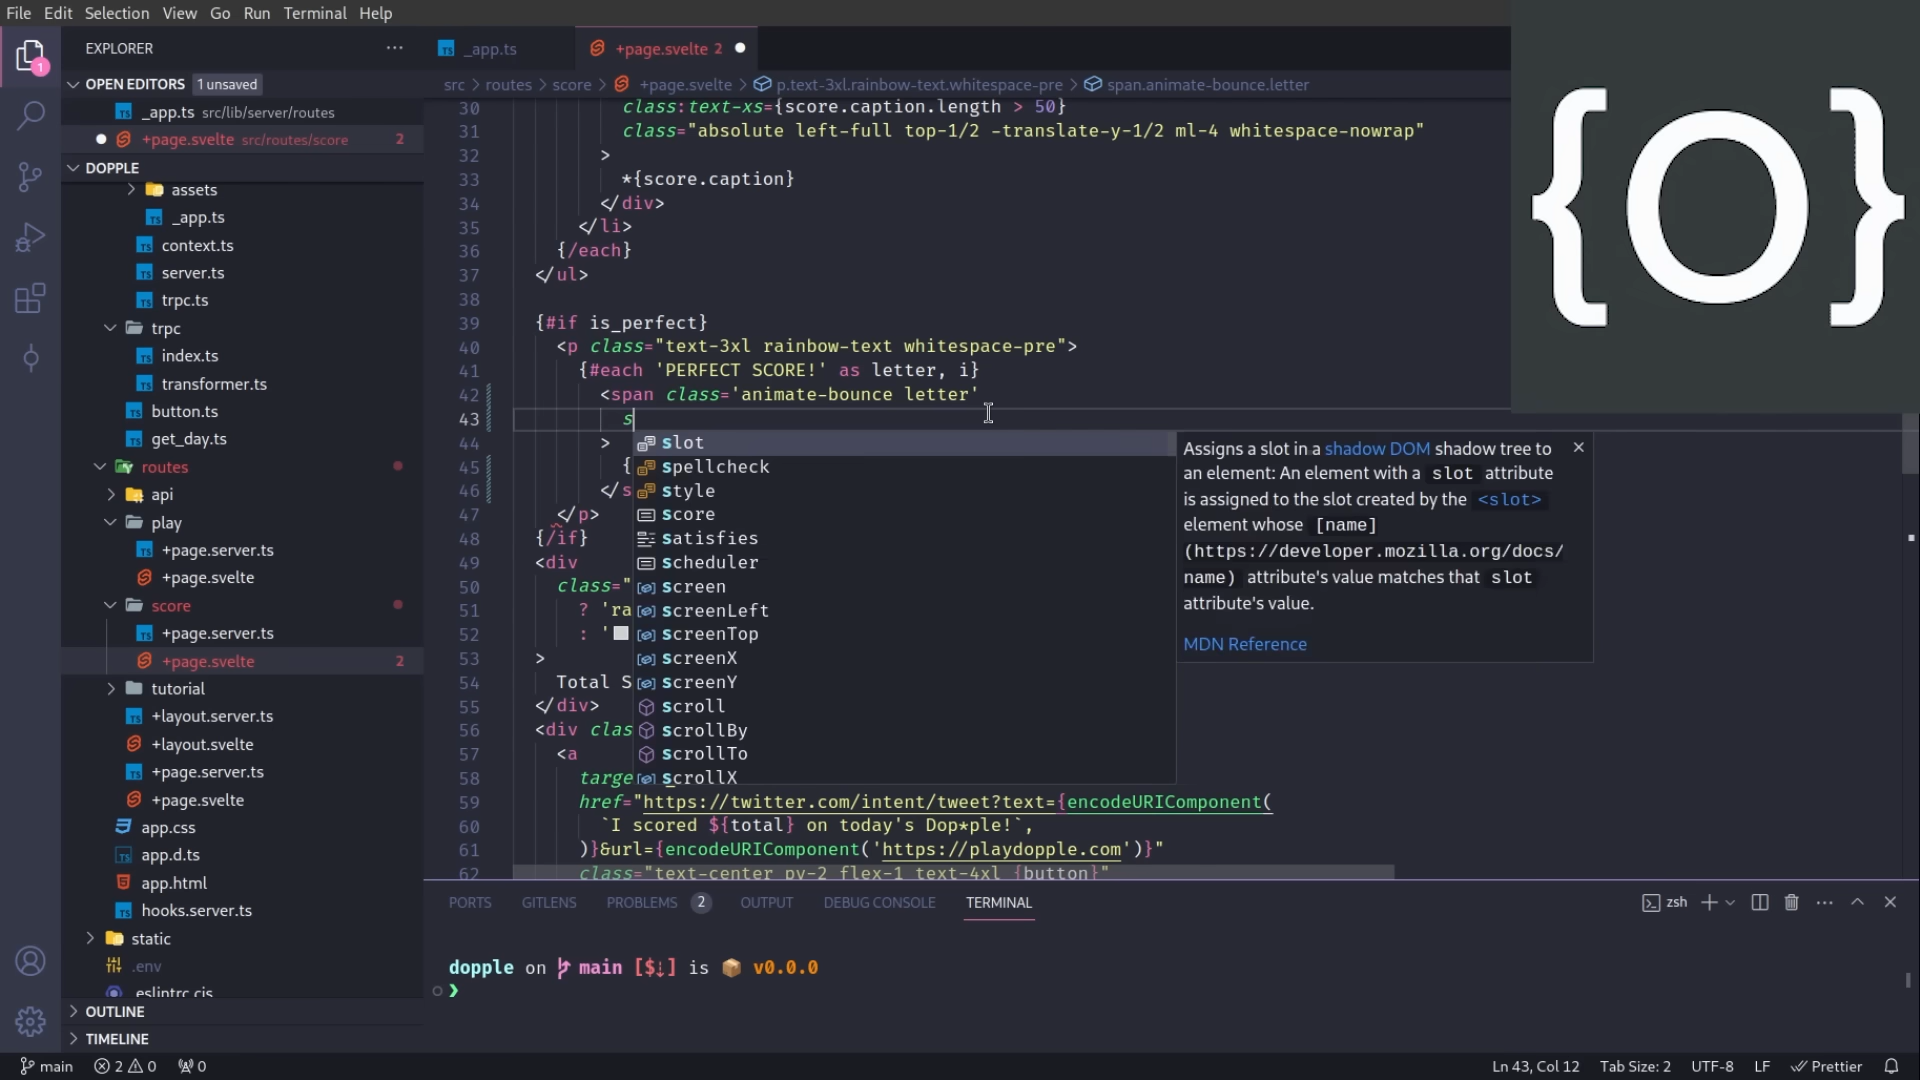 File Edit Selection View Go Run Terminal Help
EXPLORER
OPEN EDITORS 1 unsaved
_app.ts src/lib/server/routes
+page.svelte src/routes/score 2
DOPPLE
assets
_app.ts
context.ts
server.ts
trpc.ts
trpc
index.ts
transformer.ts
button.ts
get_day.ts
routes
api
play
+page.server.ts
+page.svelte
score
+page.server.ts
+page.svelte 2
tutorial
+layout.server.ts
+layout.svelte
+page.server.ts
+page.svelte
app.css
app.d.ts
app.html
hooks.server.ts
static
.env
.eslintrc.cjs
OUTLINE
TIMELINE
_app.ts
+page.svelte 2
src > routes > score > +page.svelte > p.text-3xl.rainbow-text.whitespace-pre > span.animate-bounce.letter
30 class:text-xs={score.caption.length > 50}
31 class="absolute left-full top-1/2 -translate-y-1/2 ml-4 whitespace-nowrap"
32 >
33 *{score.caption}
34 </div>
35 </li>
36 {/each}
37 </ul>
38
39 {#if is_perfect}
40 <p class="text-3xl rainbow-text whitespace-pre">
41 {#each 'PERFECT SCORE!' as letter, i}
42 <span class='animate-bounce letter'
43 s
44 >
45 {
46 </s
47 </p>
48 {/if}
49 <div
50 class="
51 ? 'ra
52 : '
53 >
54 Total S
55 </div>
56 <div clas
57 <a
58 targe
59 href="https://twitter.com/intent/tweet?text={encodeURIComponent(
60 `I scored ${total} on today's Dop*ple!`,
61 )}&url={encodeURIComponent('https://playdopple.com')}"
62 class="text-center py-2 flex-1 text-4xl {button}"
slot
spellcheck
style
score
satisfies
scheduler
screen
screenLeft
screenTop
screenX
screenY
scroll
scrollBy
scrollTo
scrollX
Assigns a slot in a shadow DOM shadow tree to
an element: An element with a slot attribute
is assigned to the slot created by the <slot>
element whose [name]
(https://developer.mozilla.org/docs/
name) attribute's value matches that slot
attribute's value.
MDN Reference
{O}
PORTS GITLENS PROBLEMS 2 OUTPUT DEBUG CONSOLE TERMINAL
zsh
dopple on main [$⇣] is 📦 v0.0.0
❯
1
main 2 0 0
Ln 43, Col 12 Tab Size: 2 UTF-8 LF Prettier